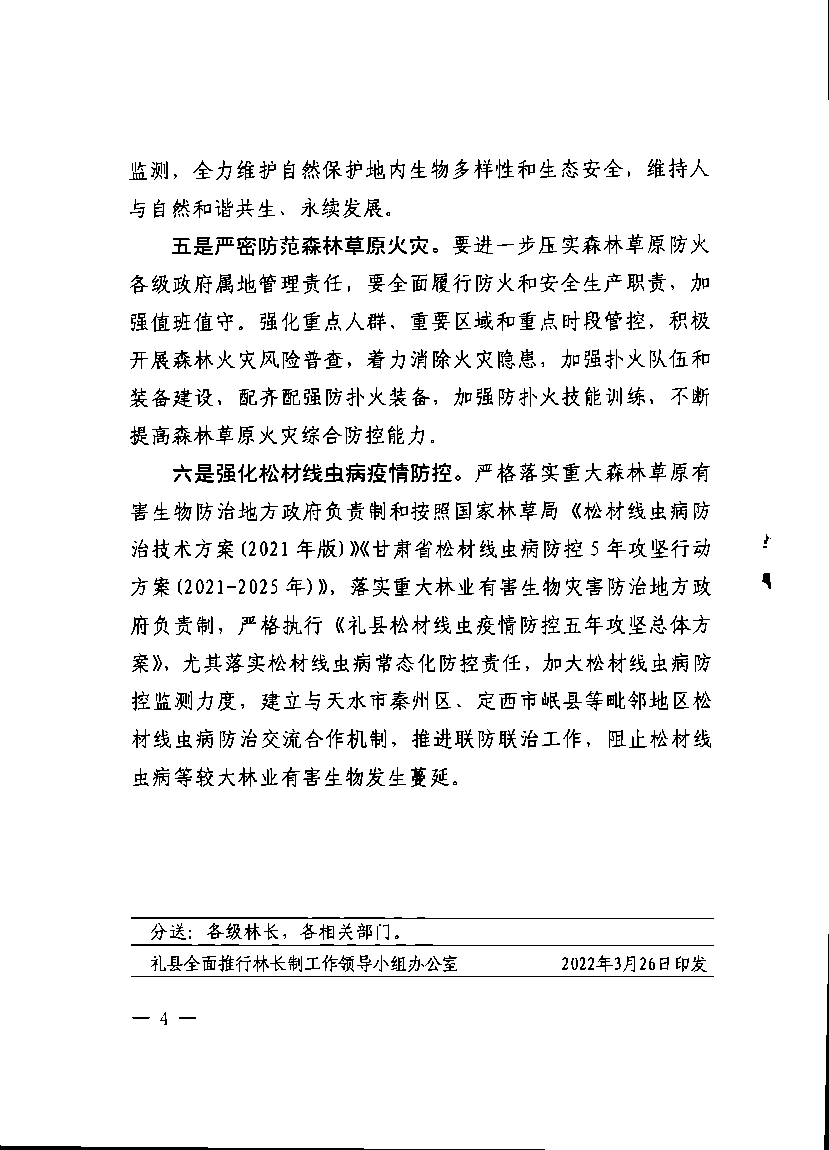 监测，全力维护自然保护地内生物多样性和生态安全，维持人
与自然和谐共生、永续发展。
五是严密防范森林草原火灾。要进一步压实森林草原防火
各级政府属地管理责任，要全面履行防火和安全生产职责，加
强值班值守。强化重点人群、重要区域和重点时段管控，积极
开展森林火灾风险普查，着力消除火灾隐患，加强扑火队伍和
装备建设，配齐配强防扑火装备，加强防扑火技能训练，不断
提高森林草原火灾综合防控能力。
六是强化松材线虫病疫情防控。严格落实重大森林草原有
害生物防治地方政府负责制和按照国家林草局《松材线虫病防
治技术方案(2021年版)》《甘肃省松材线虫病防控5年攻坚行动
方案(2021-2025年)》，落实重大林业有害生物灾害防治地方政
府负责制，严格执行《礼县松材线虫疫情防控五年攻坚总体方
案》，尤其落实松材线虫病常态化防控责任，加大松材线虫病防
控监测力度，建立与天水市秦州区、定西市岷县等毗邻地区松
材线虫病防治交流合作机制，推进联防联治工作，阻止松材线
虫病等较大林业有害生物发生蔓延。
分送：各级林长，各相关部门。
礼县全面推行林长制工作领导小组办公室 2022年3月26日印发
— 4 —